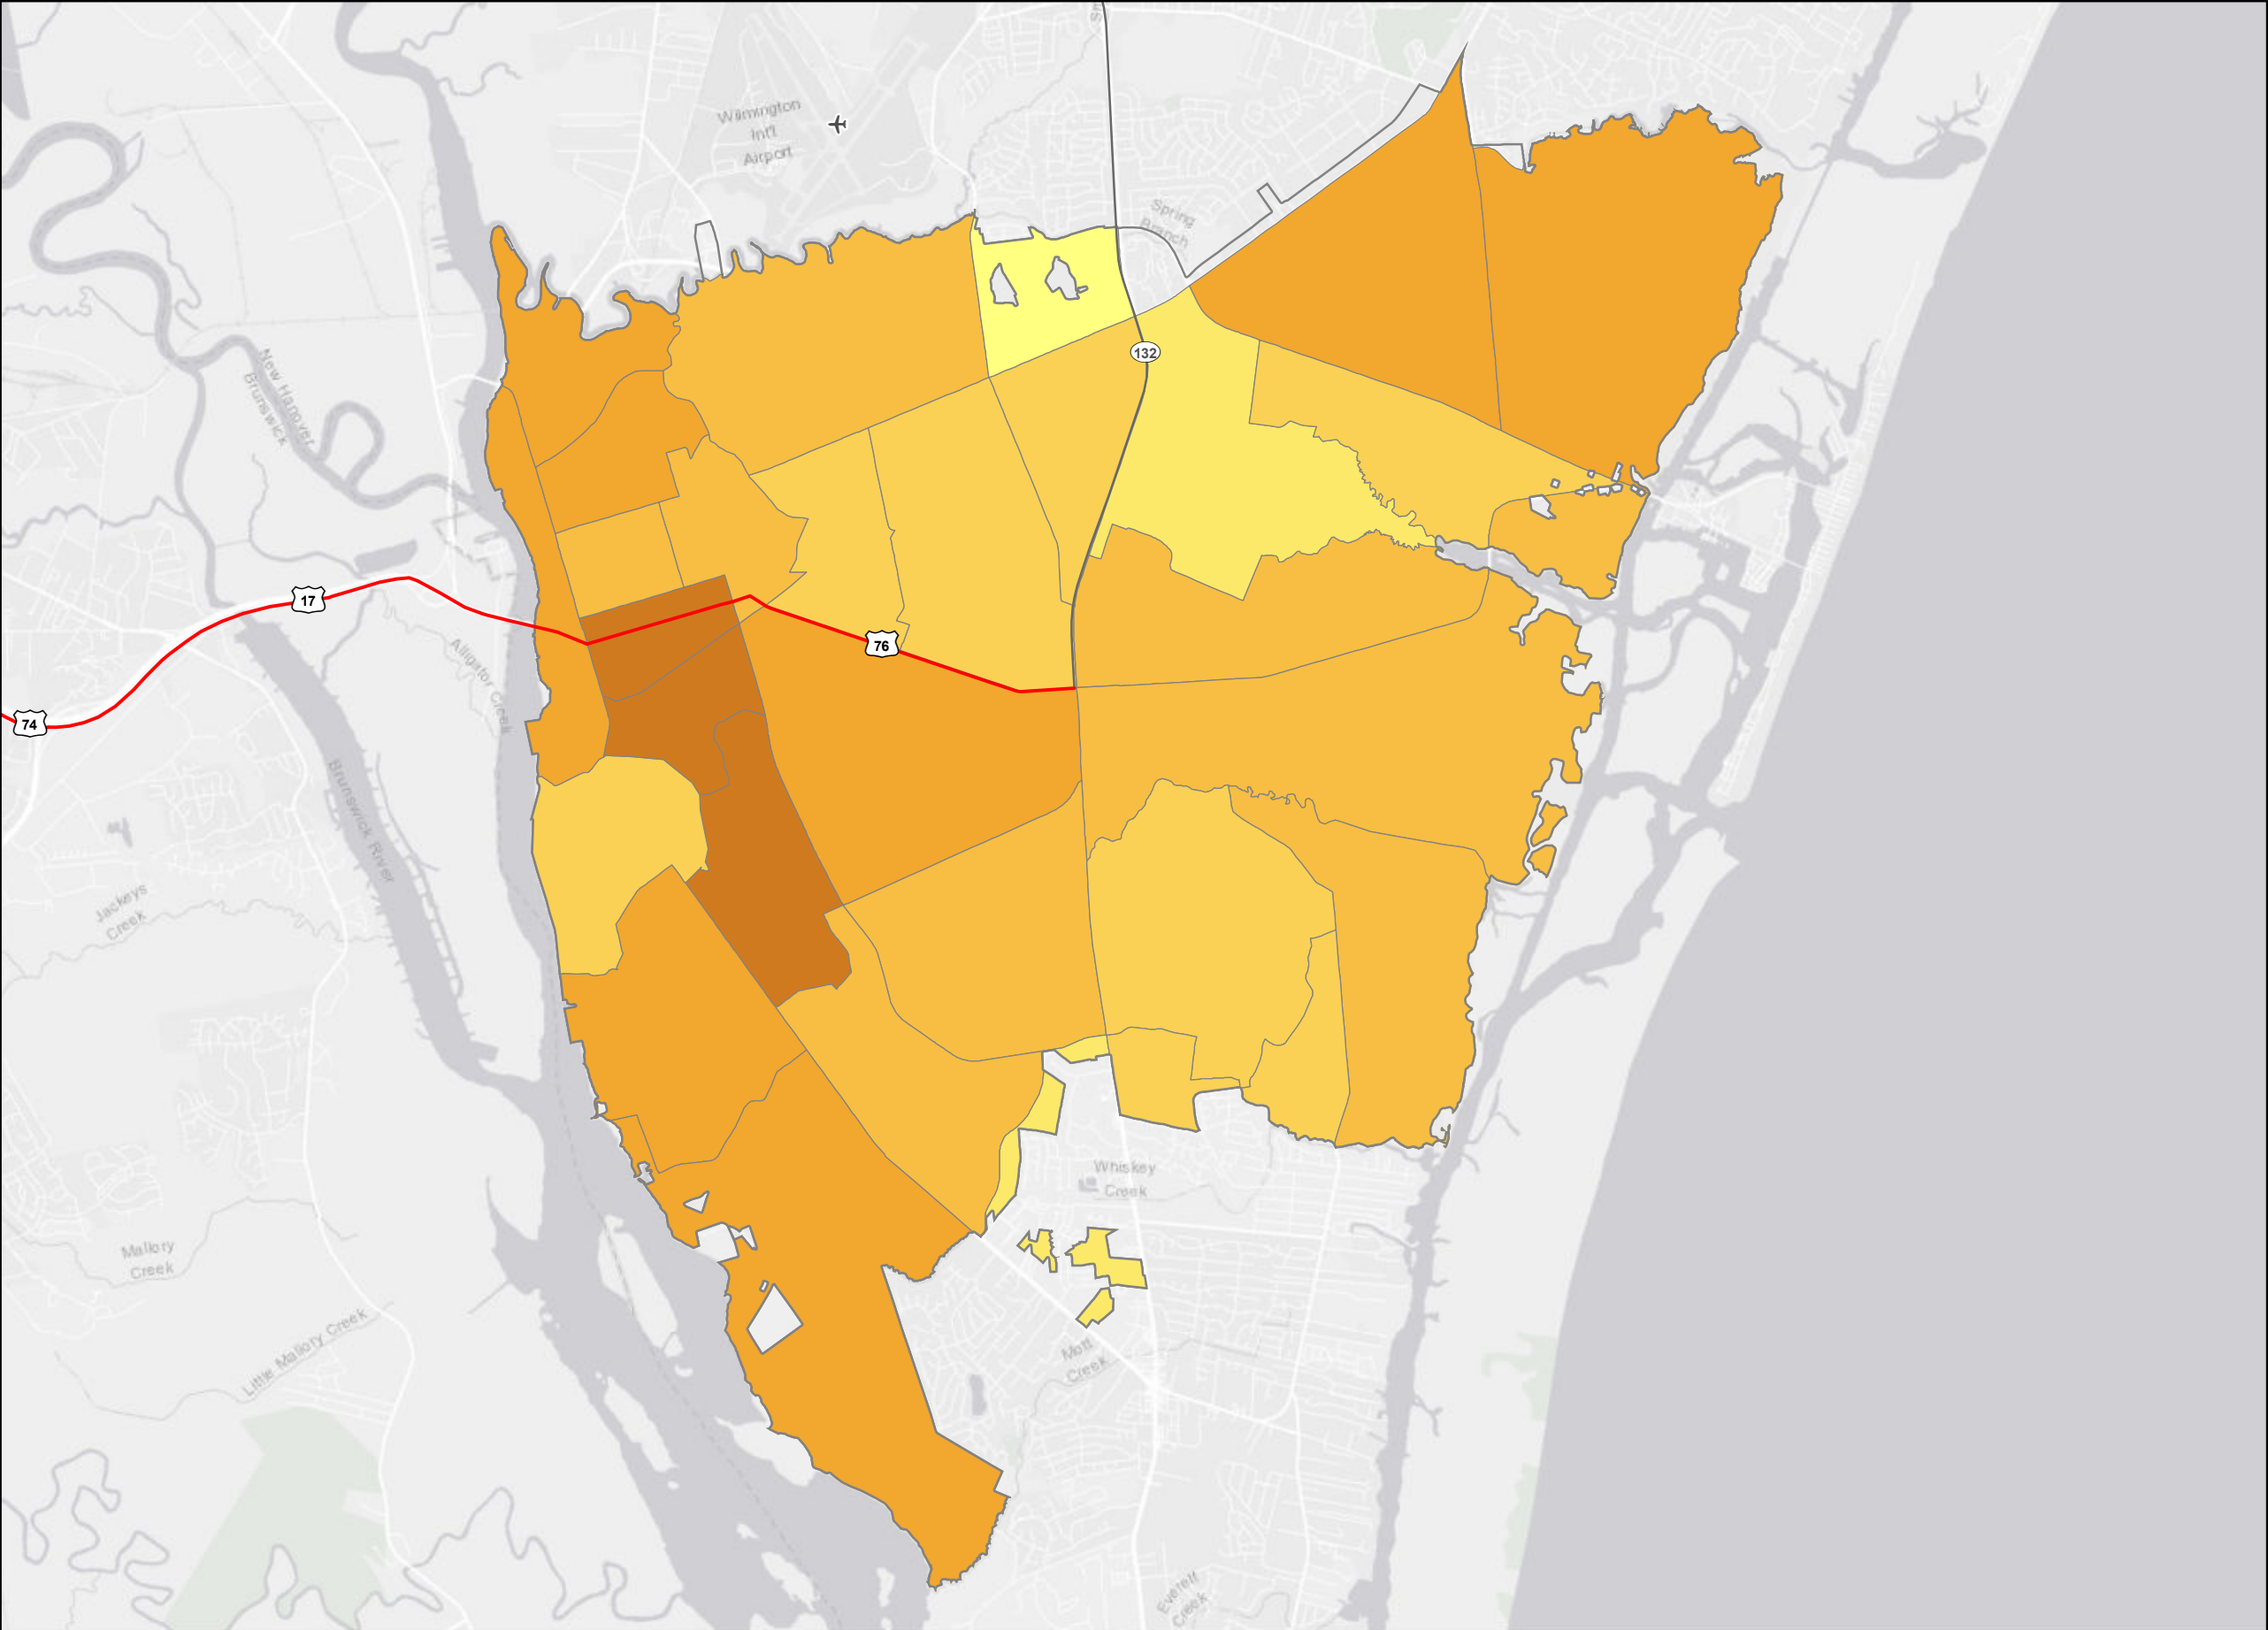 Wilmington
Int'l
Airport
Spring
Branch
132
New Hanover
Brunswick
17
76
74
Alligator Creek
Brunswick River
Jackeys
Creek
Whiskey
Creek
Mallory
Creek
Little Mallory Creek
Mott
Creek
Everett
Creek